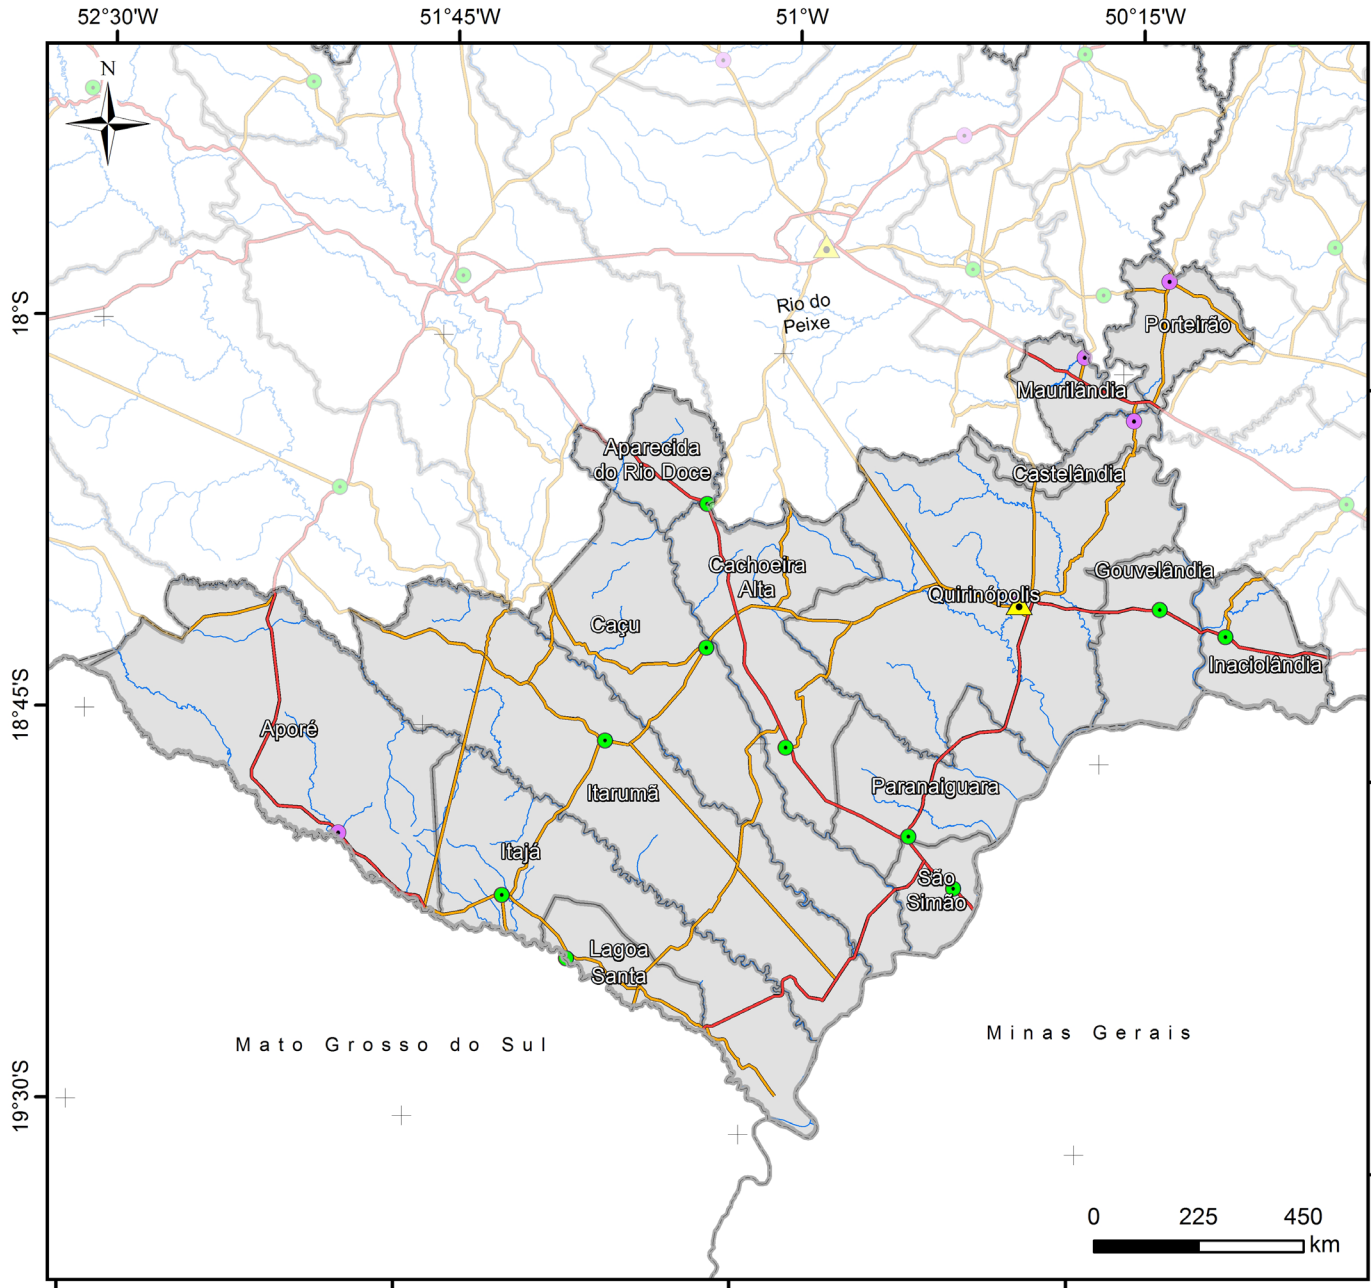 52°30'W
51°45'W
51°W
50°15'W
N
18°S
18°45'S
19°30'S
Rio do
Peixe
Porteirão
Maurilândia
Aparecida
do Rio Doce
Castelândia
Cachoeira
Alta
Gouvelândia
Quirinópolis
Caçu
Inaciolândia
Aporé
Paranaiguara
Itarumã
Itajá
São
Simão
Lagoa
Santa
Mato Grosso do Sul
Minas Gerais
0 225 450
km